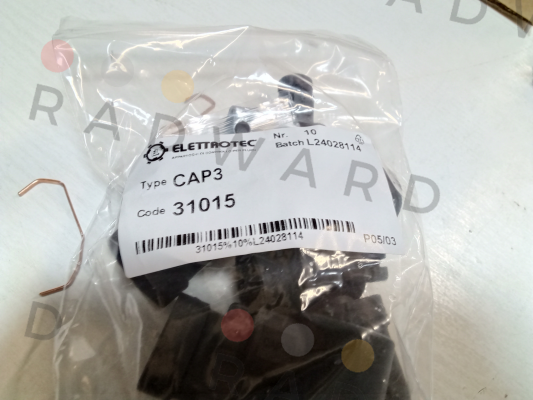 RADWARD
ELETTROTEC
Nr. 10
Batch L24028114
Type CAP3
Code 31015
31015%10%L24028114
P05/03